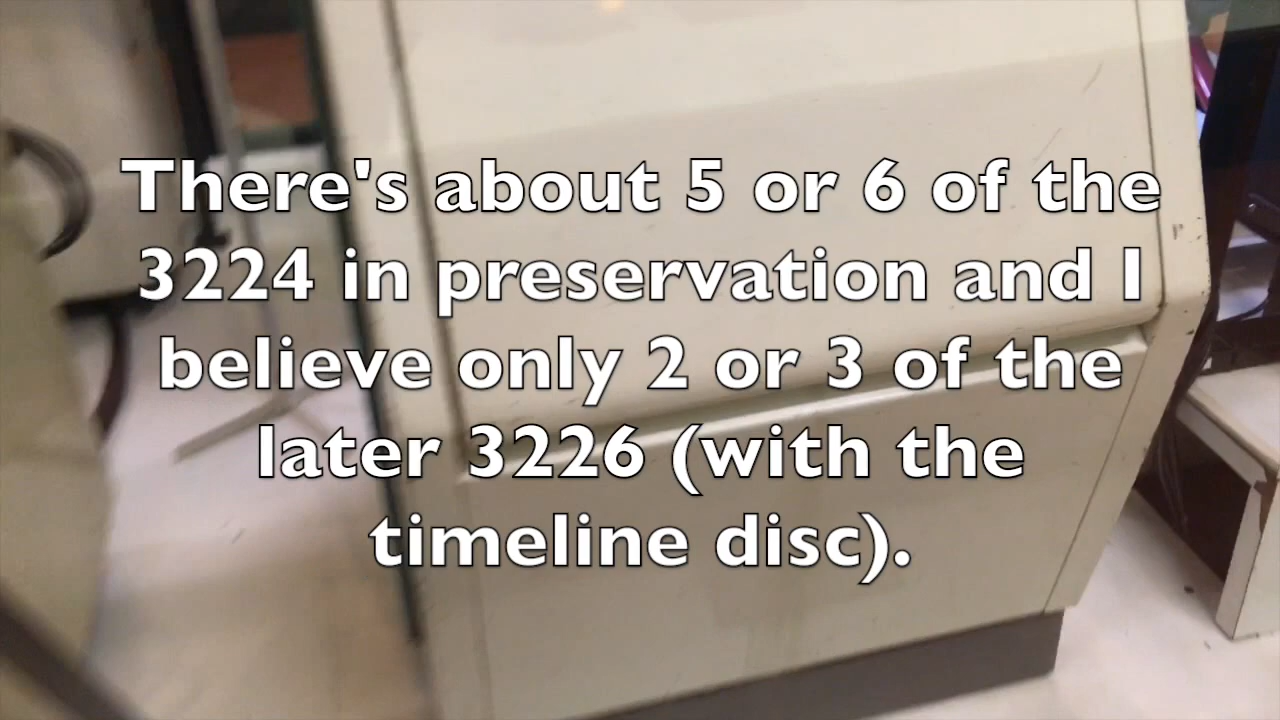 There's about 5 or 6 of the
3224 in preservation and I
believe only 2 or 3 of the
later 3226 (with the
timeline disc).